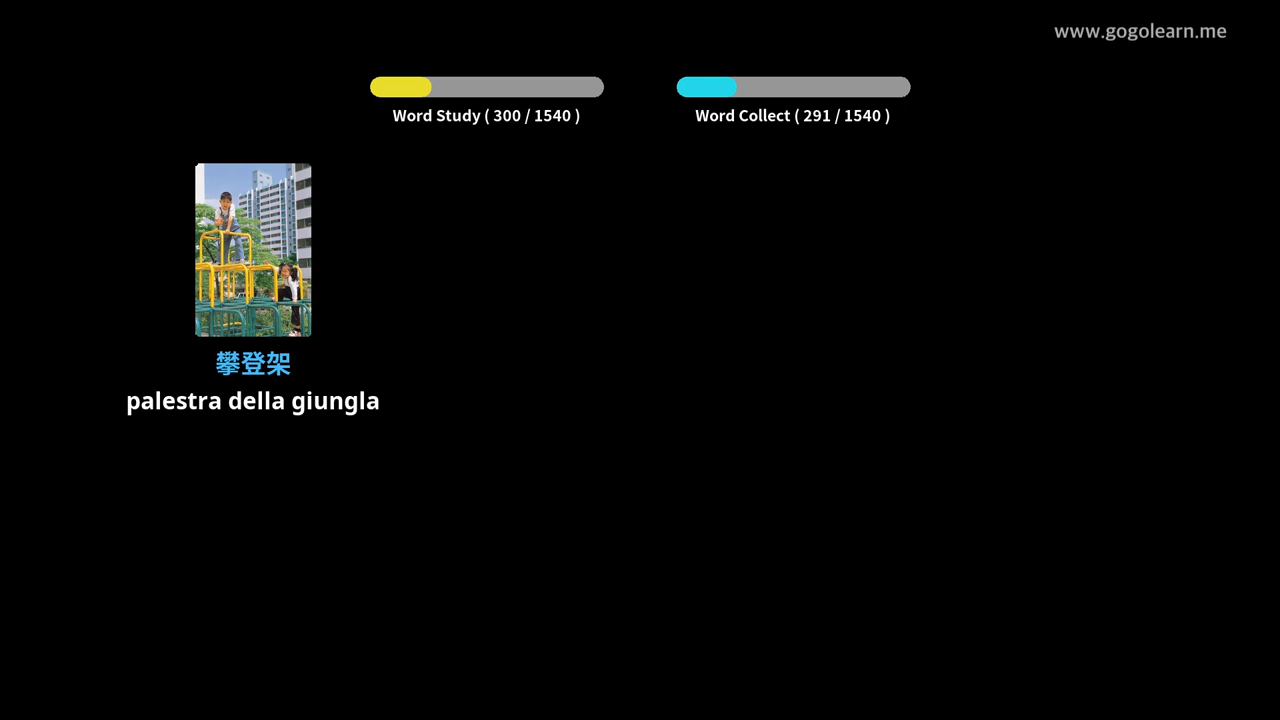 www.gogolearn.me
Word Study ( 300 / 1540 )
Word Collect ( 291 / 1540 )
攀登架
palestra della giungla